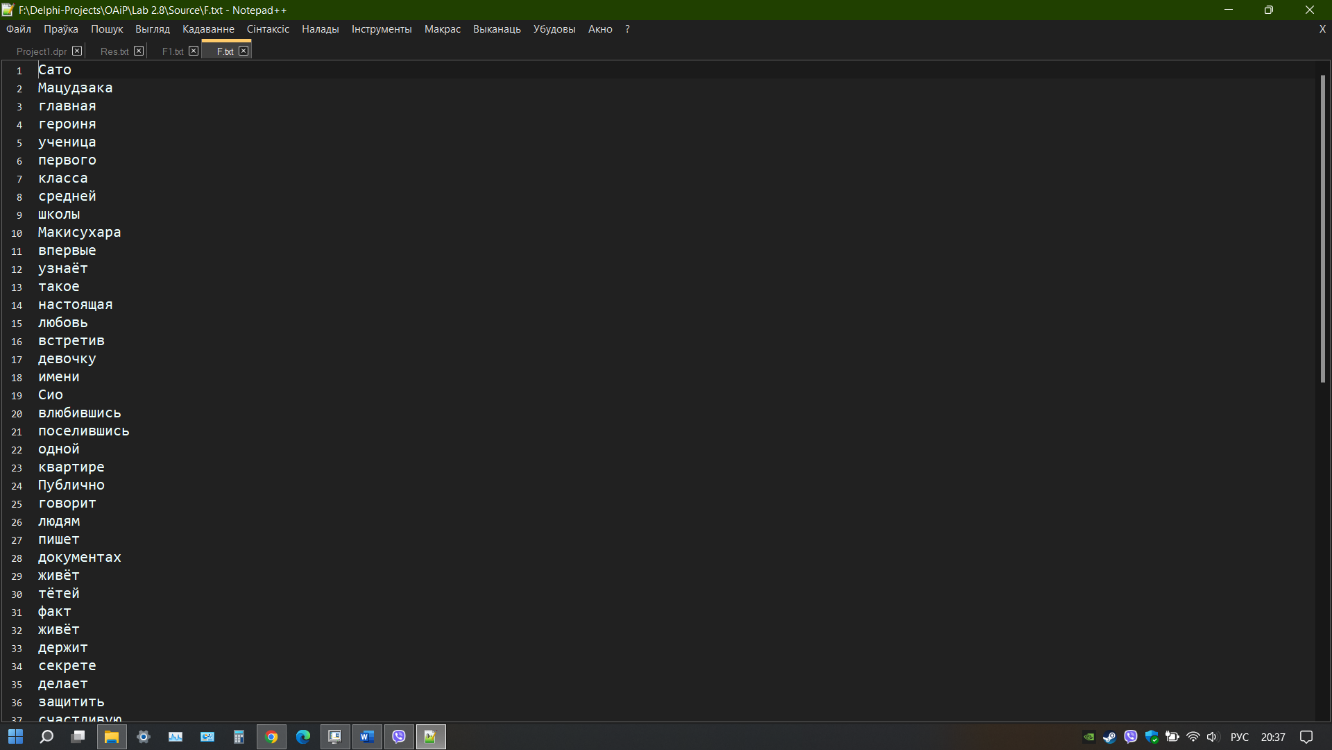 F:\Delphi-Projects\OAiP\Lab 2.8\Source\F.txt - Notepad++
Файл Праўка Пошук Выгляд Кадаванне Сінтаксіс Налады Інструменты Макрас Выканаць Убудовы Акно ? X
Project1.dpr Res.txt F1.txt F.txt
1 Сато
2 Мацудзака
3 главная
4 героиня
5 ученица
6 первого
7 класса
8 средней
9 школы
10 Макисухара
11 впервые
12 узнаёт
13 такое
14 настоящая
15 любовь
16 встретив
17 девочку
18 имени
19 Сио
20 влюбившись
21 поселившись
22 одной
23 квартире
24 Публично
25 говорит
26 людям
27 пишет
28 документах
29 живёт
30 тётей
31 факт
32 живёт
33 держит
34 секрете
35 делает
36 защитить
37 счастливую
РУС 20:37